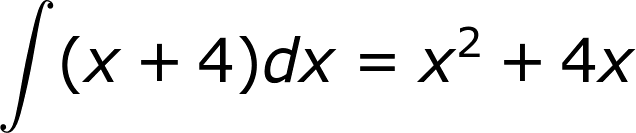 ∫(x + 4)dx = x² + 4x